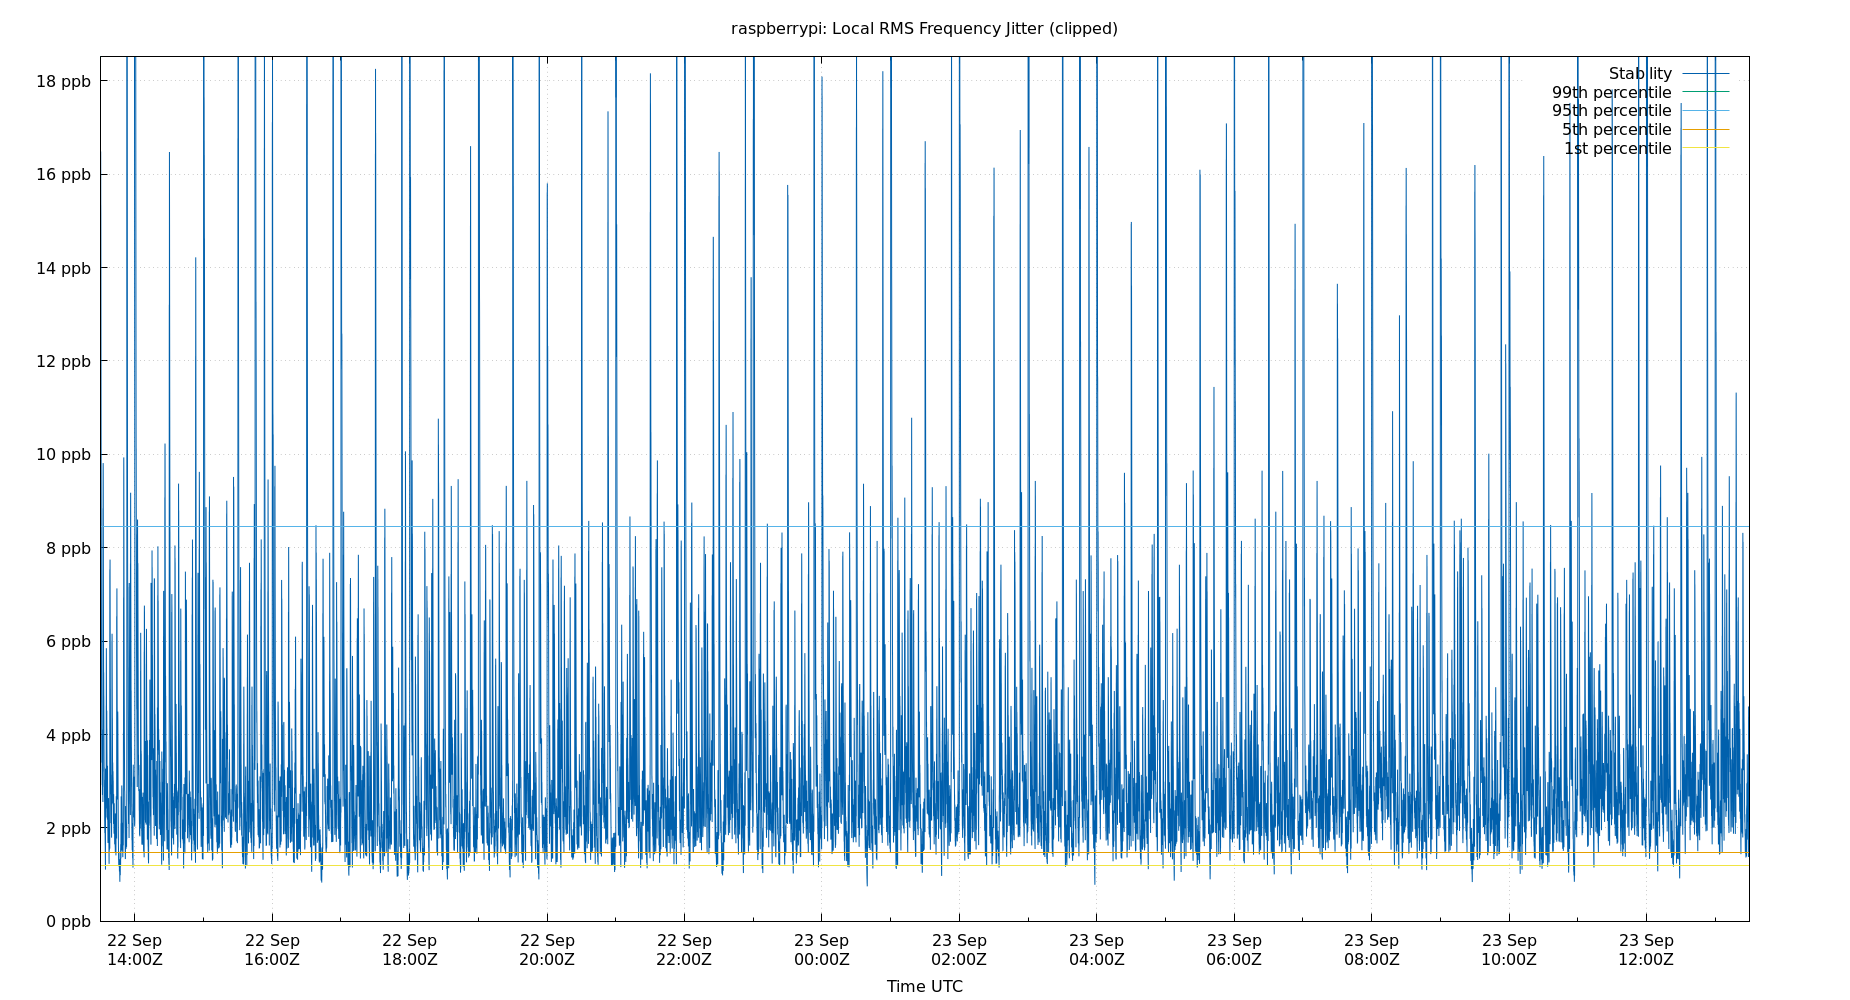 raspberrypi: Local RMS Frequency Jitter (clipped)
18 ppb
16 ppb
14 ppb
12 ppb
10 ppb
8 ppb
6 ppb
4 ppb
2 ppb
0 ppb
Stability
99th percentile
95th percentile
5th percentile
1st percentile
22 Sep
14:00Z
22 Sep
16:00Z
22 Sep
18:00Z
22 Sep
20:00Z
22 Sep
22:00Z
23 Sep
00:00Z
23 Sep
02:00Z
23 Sep
04:00Z
23 Sep
06:00Z
23 Sep
08:00Z
23 Sep
10:00Z
23 Sep
12:00Z
Time UTC